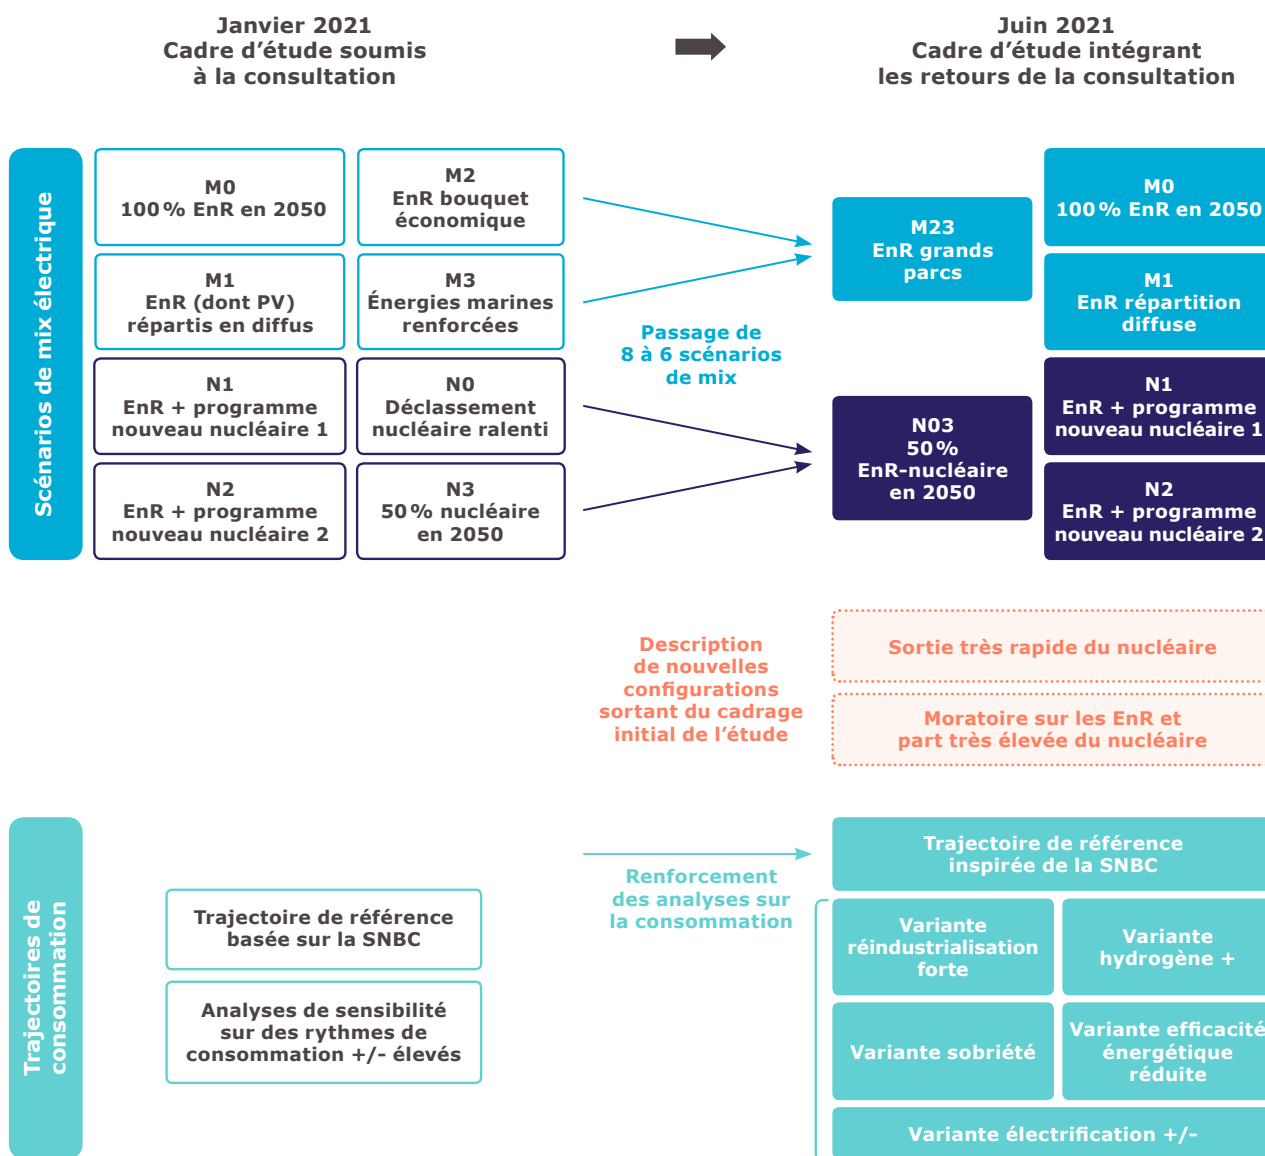 Janvier 2021
Cadre d’étude soumis
à la consultation
Juin 2021
Cadre d’étude intégrant
les retours de la consultation
Scénarios de mix électrique
M0
100 % EnR en 2050
M2
EnR bouquet
économique
M1
EnR (dont PV)
répartis en diffus
M3
Énergies marines
renforcées
N1
EnR + programme
nouveau nucléaire 1
N0
Déclassement
nucléaire ralenti
N2
EnR + programme
nouveau nucléaire 2
N3
50 % nucléaire
en 2050
Passage de
8 à 6 scénarios
de mix
M23
EnR grands
parcs
M0
100 % EnR en 2050
M1
EnR répartition
diffuse
N03
50 %
EnR-nucléaire
en 2050
N1
EnR + programme
nouveau nucléaire 1
N2
EnR + programme
nouveau nucléaire 2
Description
de nouvelles
configurations
sortant du cadrage
initial de l’étude
Sortie très rapide du nucléaire
Moratoire sur les EnR et
part très élevée du nucléaire
Trajectoires de
consommation
Trajectoire de référence
basée sur la SNBC
Analyses de sensibilité
sur des rythmes de
consommation +/- élevés
Renforcement
des analyses sur
la consommation
Trajectoire de référence
inspirée de la SNBC
Variante
réindustrialisation
forte
Variante
hydrogène +
Variante sobriété
Variante efficacité
énergétique
réduite
Variante électrification +/-